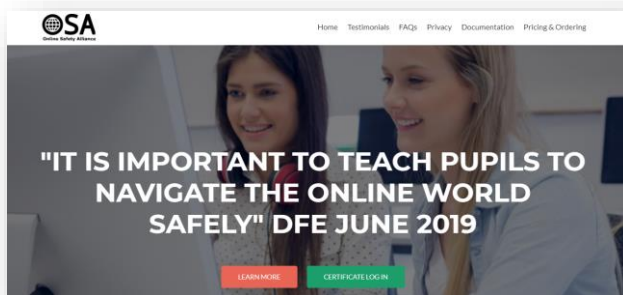 OSA
Online Safety Alliance
Home Testimonials FAQs Privacy Documentation Pricing & Ordering
"IT IS IMPORTANT TO TEACH PUPILS TO
NAVIGATE THE ONLINE WORLD
SAFELY" DFE JUNE 2019
LEARN MORE CERTIFICATE LOG IN